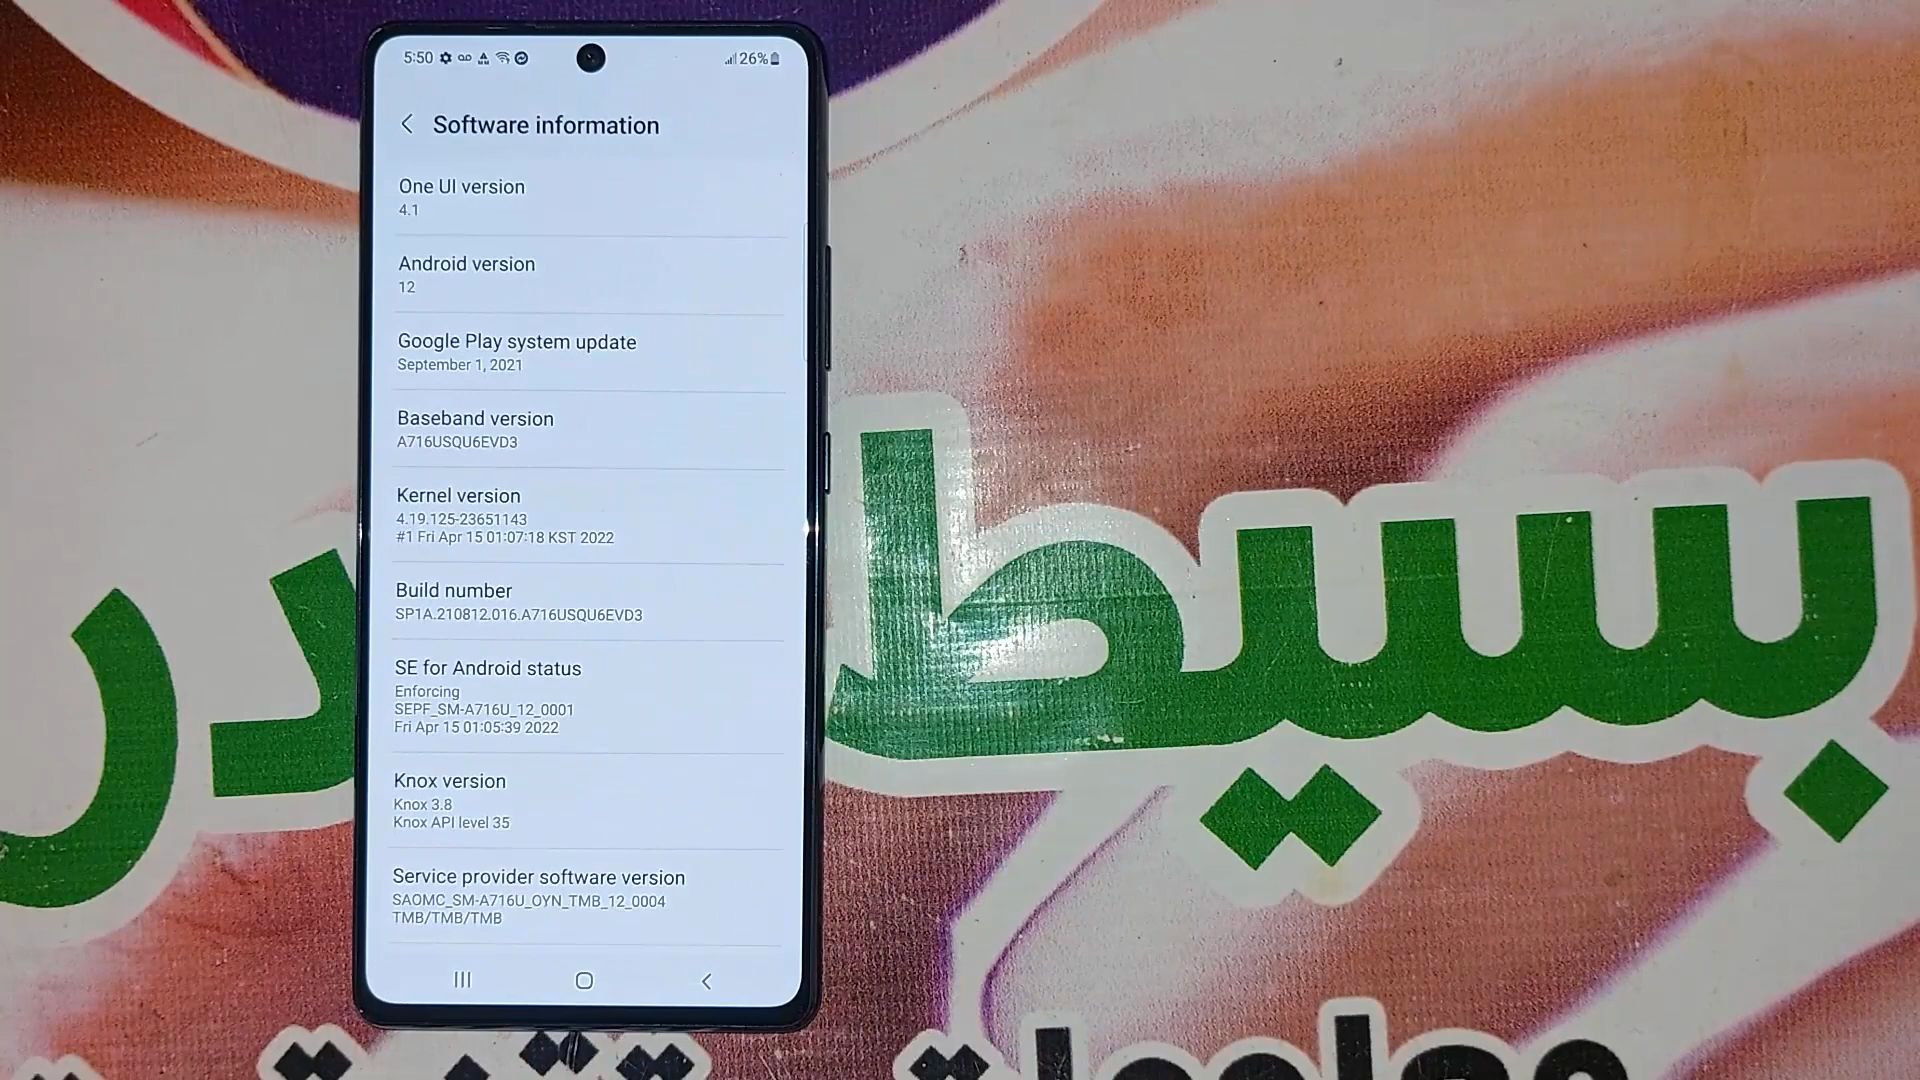 5:50
26%
Software information
One UI version
4.1
Android version
12
Google Play system update
September 1, 2021
Baseband version
A716USQU6EVD3
Kernel version
4.19.125-23651143
#1 Fri Apr 15 01:07:18 KST 2022
Build number
SP1A.210812.016.A716USQU6EVD3
SE for Android status
Enforcing
SEPF_SM-A716U_12_0001
Fri Apr 15 01:05:39 2022
Knox version
Knox 3.8
Knox API level 35
Service provider software version
SAOMC_SM-A716U_OYN_TMB_12_0004
TMB/TMB/TMB
بسيط
در